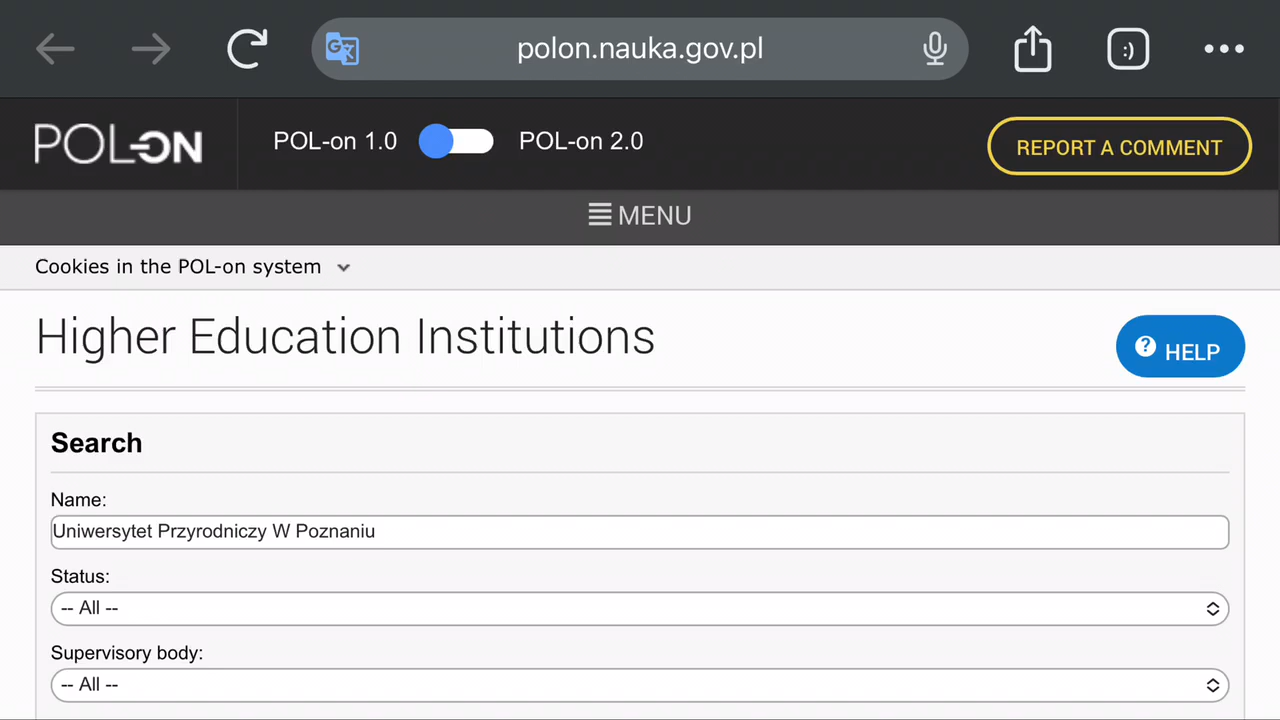 polon.nauka.gov.pl
:)
POL-ON
POL-on 1.0
POL-on 2.0
REPORT A COMMENT
MENU
Cookies in the POL-on system
Higher Education Institutions
? HELP
Search
Name:
Uniwersytet Przyrodniczy W Poznaniu
Status:
-- All --
Supervisory body:
-- All --